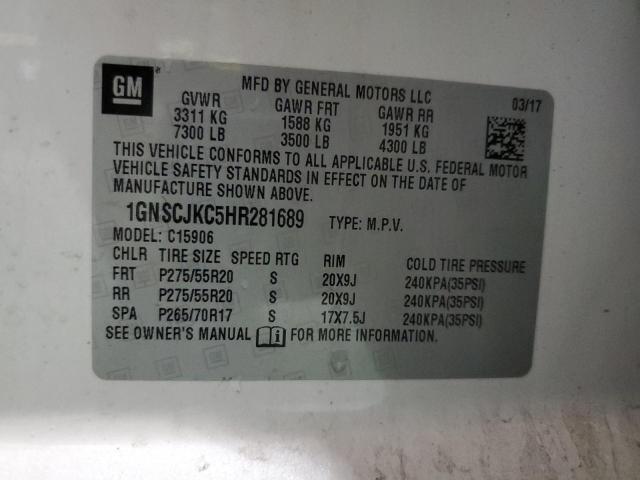 GM
MFD BY GENERAL MOTORS LLC
03/17
GVWR GAWR FRT GAWR RR
3311 KG 1588 KG 1951 KG
7300 LB 3500 LB 4300 LB
THIS VEHICLE CONFORMS TO ALL APPLICABLE U.S. FEDERAL MOTOR
VEHICLE SAFETY STANDARDS IN EFFECT ON THE DATE OF
MANUFACTURE SHOWN ABOVE.
1GNSCJKC5HR281689 TYPE: M.P.V.
MODEL: C15906
CHLR TIRE SIZE SPEED RTG RIM COLD TIRE PRESSURE
FRT P275/55R20 S 20X9J 240KPA(35PSI)
RR P275/55R20 S 20X9J 240KPA(35PSI)
SPA P265/70R17 S 17X7.5J 240KPA(35PSI)
SEE OWNER'S MANUAL FOR MORE INFORMATION.